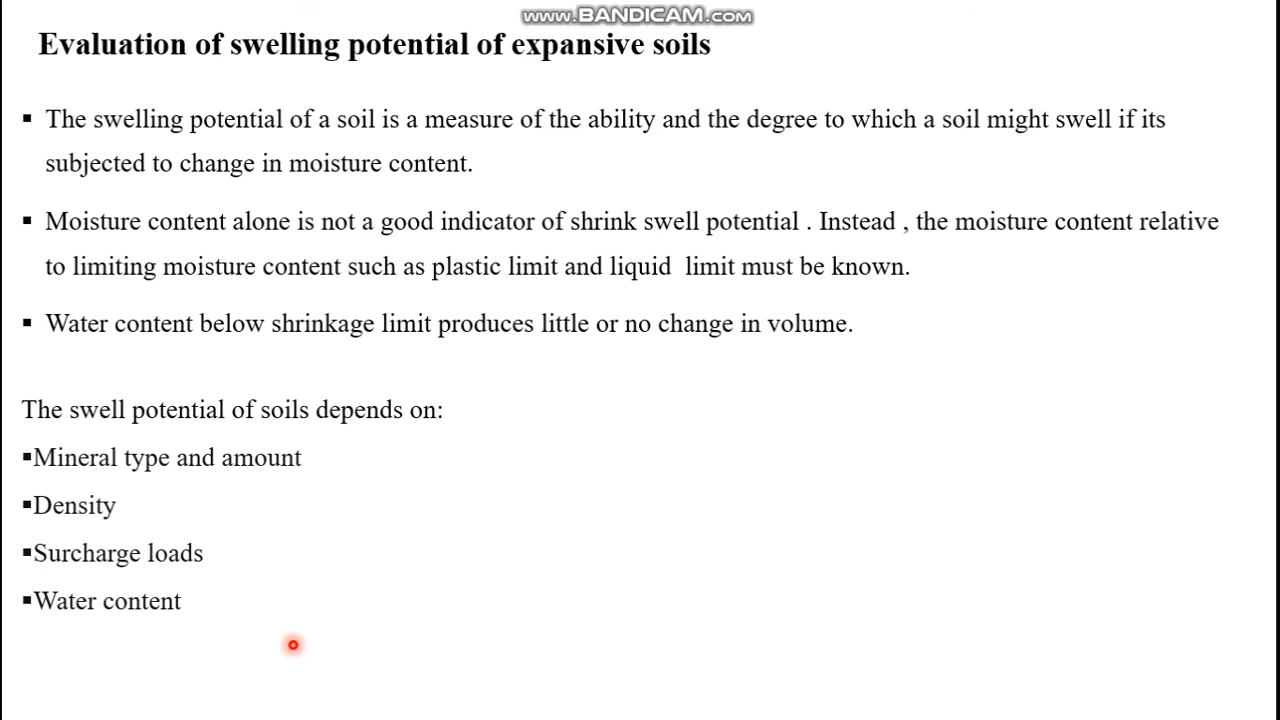 www.BANDICAM.com
Evaluation of swelling potential of expansive soils
▪ The swelling potential of a soil is a measure of the ability and the degree to which a soil might swell if its
subjected to change in moisture content.
▪ Moisture content alone is not a good indicator of shrink swell potential . Instead , the moisture content relative
to limiting moisture content such as plastic limit and liquid  limit must be known.
▪ Water content below shrinkage limit produces little or no change in volume.
The swell potential of soils depends on:
▪Mineral type and amount
▪Density
▪Surcharge loads
▪Water content